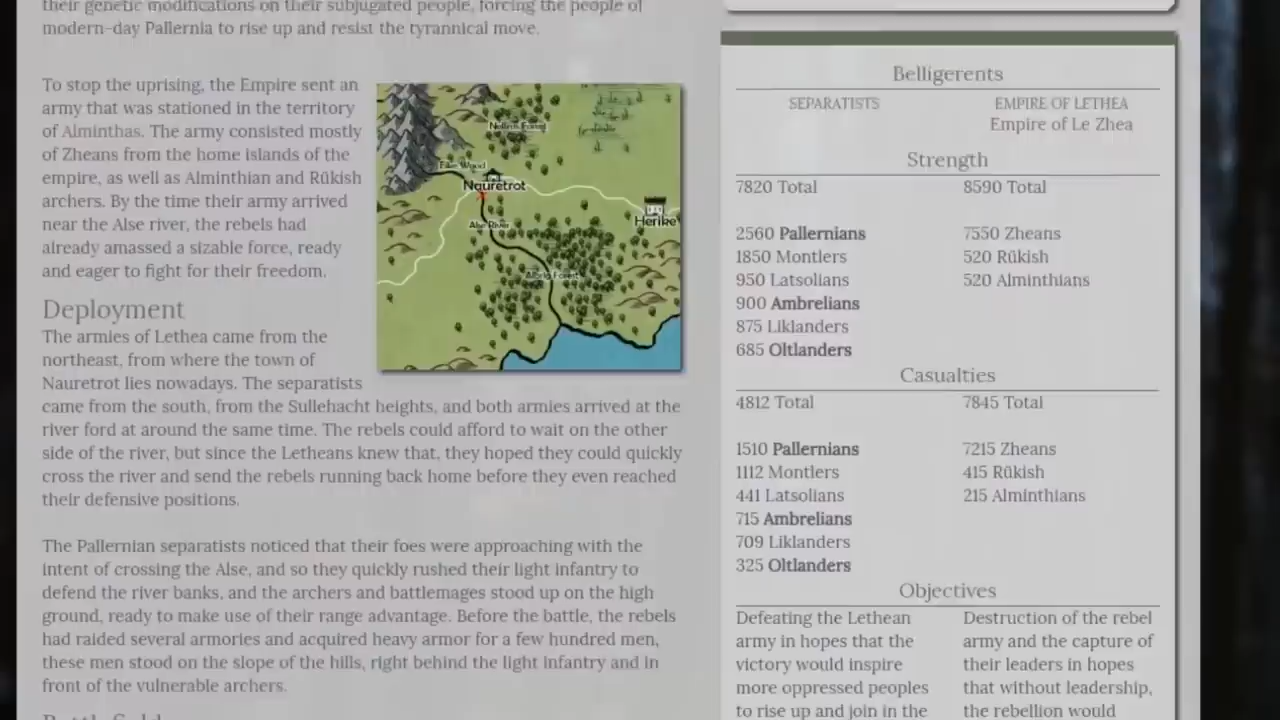 their genetic modifications on their subjugated people, forcing the people of
modern-day Pallernia to rise up and resist the tyrannical move.
To stop the uprising, the Empire sent an
army that was stationed in the territory
of Alminthas. The army consisted mostly
of Zheans from the home islands of the
empire, as well as Alminthian and Rûkish
archers. By the time their army arrived
near the Alse river, the rebels had
already amassed a sizable force, ready
and eager to fight for their freedom.
Nauretrot
Herike
Alse River
Deployment
The armies of Lethea came from the
northeast, from where the town of
Nauretrot lies nowadays. The separatists
came from the south, from the Sullehacht heights, and both armies arrived at the
river ford at around the same time. The rebels could afford to wait on the other
side of the river, but since the Letheans knew that, they hoped they could quickly
cross the river and send the rebels running back home before they even reached
their defensive positions.
The Pallernian separatists noticed that their foes were approaching with the
intent of crossing the Alse, and so they quickly rushed their light infantry to
defend the river banks, and the archers and battlemages stood up on the high
ground, ready to make use of their range advantage. Before the battle, the rebels
had raided several armories and acquired heavy armor for a few hundred men,
these men stood on the slope of the hills, right behind the light infantry and in
front of the vulnerable archers.
Belligerents
SEPARATISTS
EMPIRE OF LETHEA
Empire of Le Zhea
Strength
7820 Total
8590 Total
2560 Pallernians
7550 Zheans
1850 Montlers
520 Rûkish
950 Latsolians
520 Alminthians
900 Ambrelians
875 Liklanders
685 Oltlanders
Casualties
4812 Total
7845 Total
1510 Pallernians
7215 Zheans
1112 Montlers
415 Rûkish
441 Latsolians
215 Alminthians
715 Ambrelians
709 Liklanders
325 Oltlanders
Objectives
Defeating the Lethean
army in hopes that the
victory would inspire
more oppressed peoples
to rise up and join in the
Destruction of the rebel
army and the capture of
their leaders in hopes
that without leadership,
the rebellion would